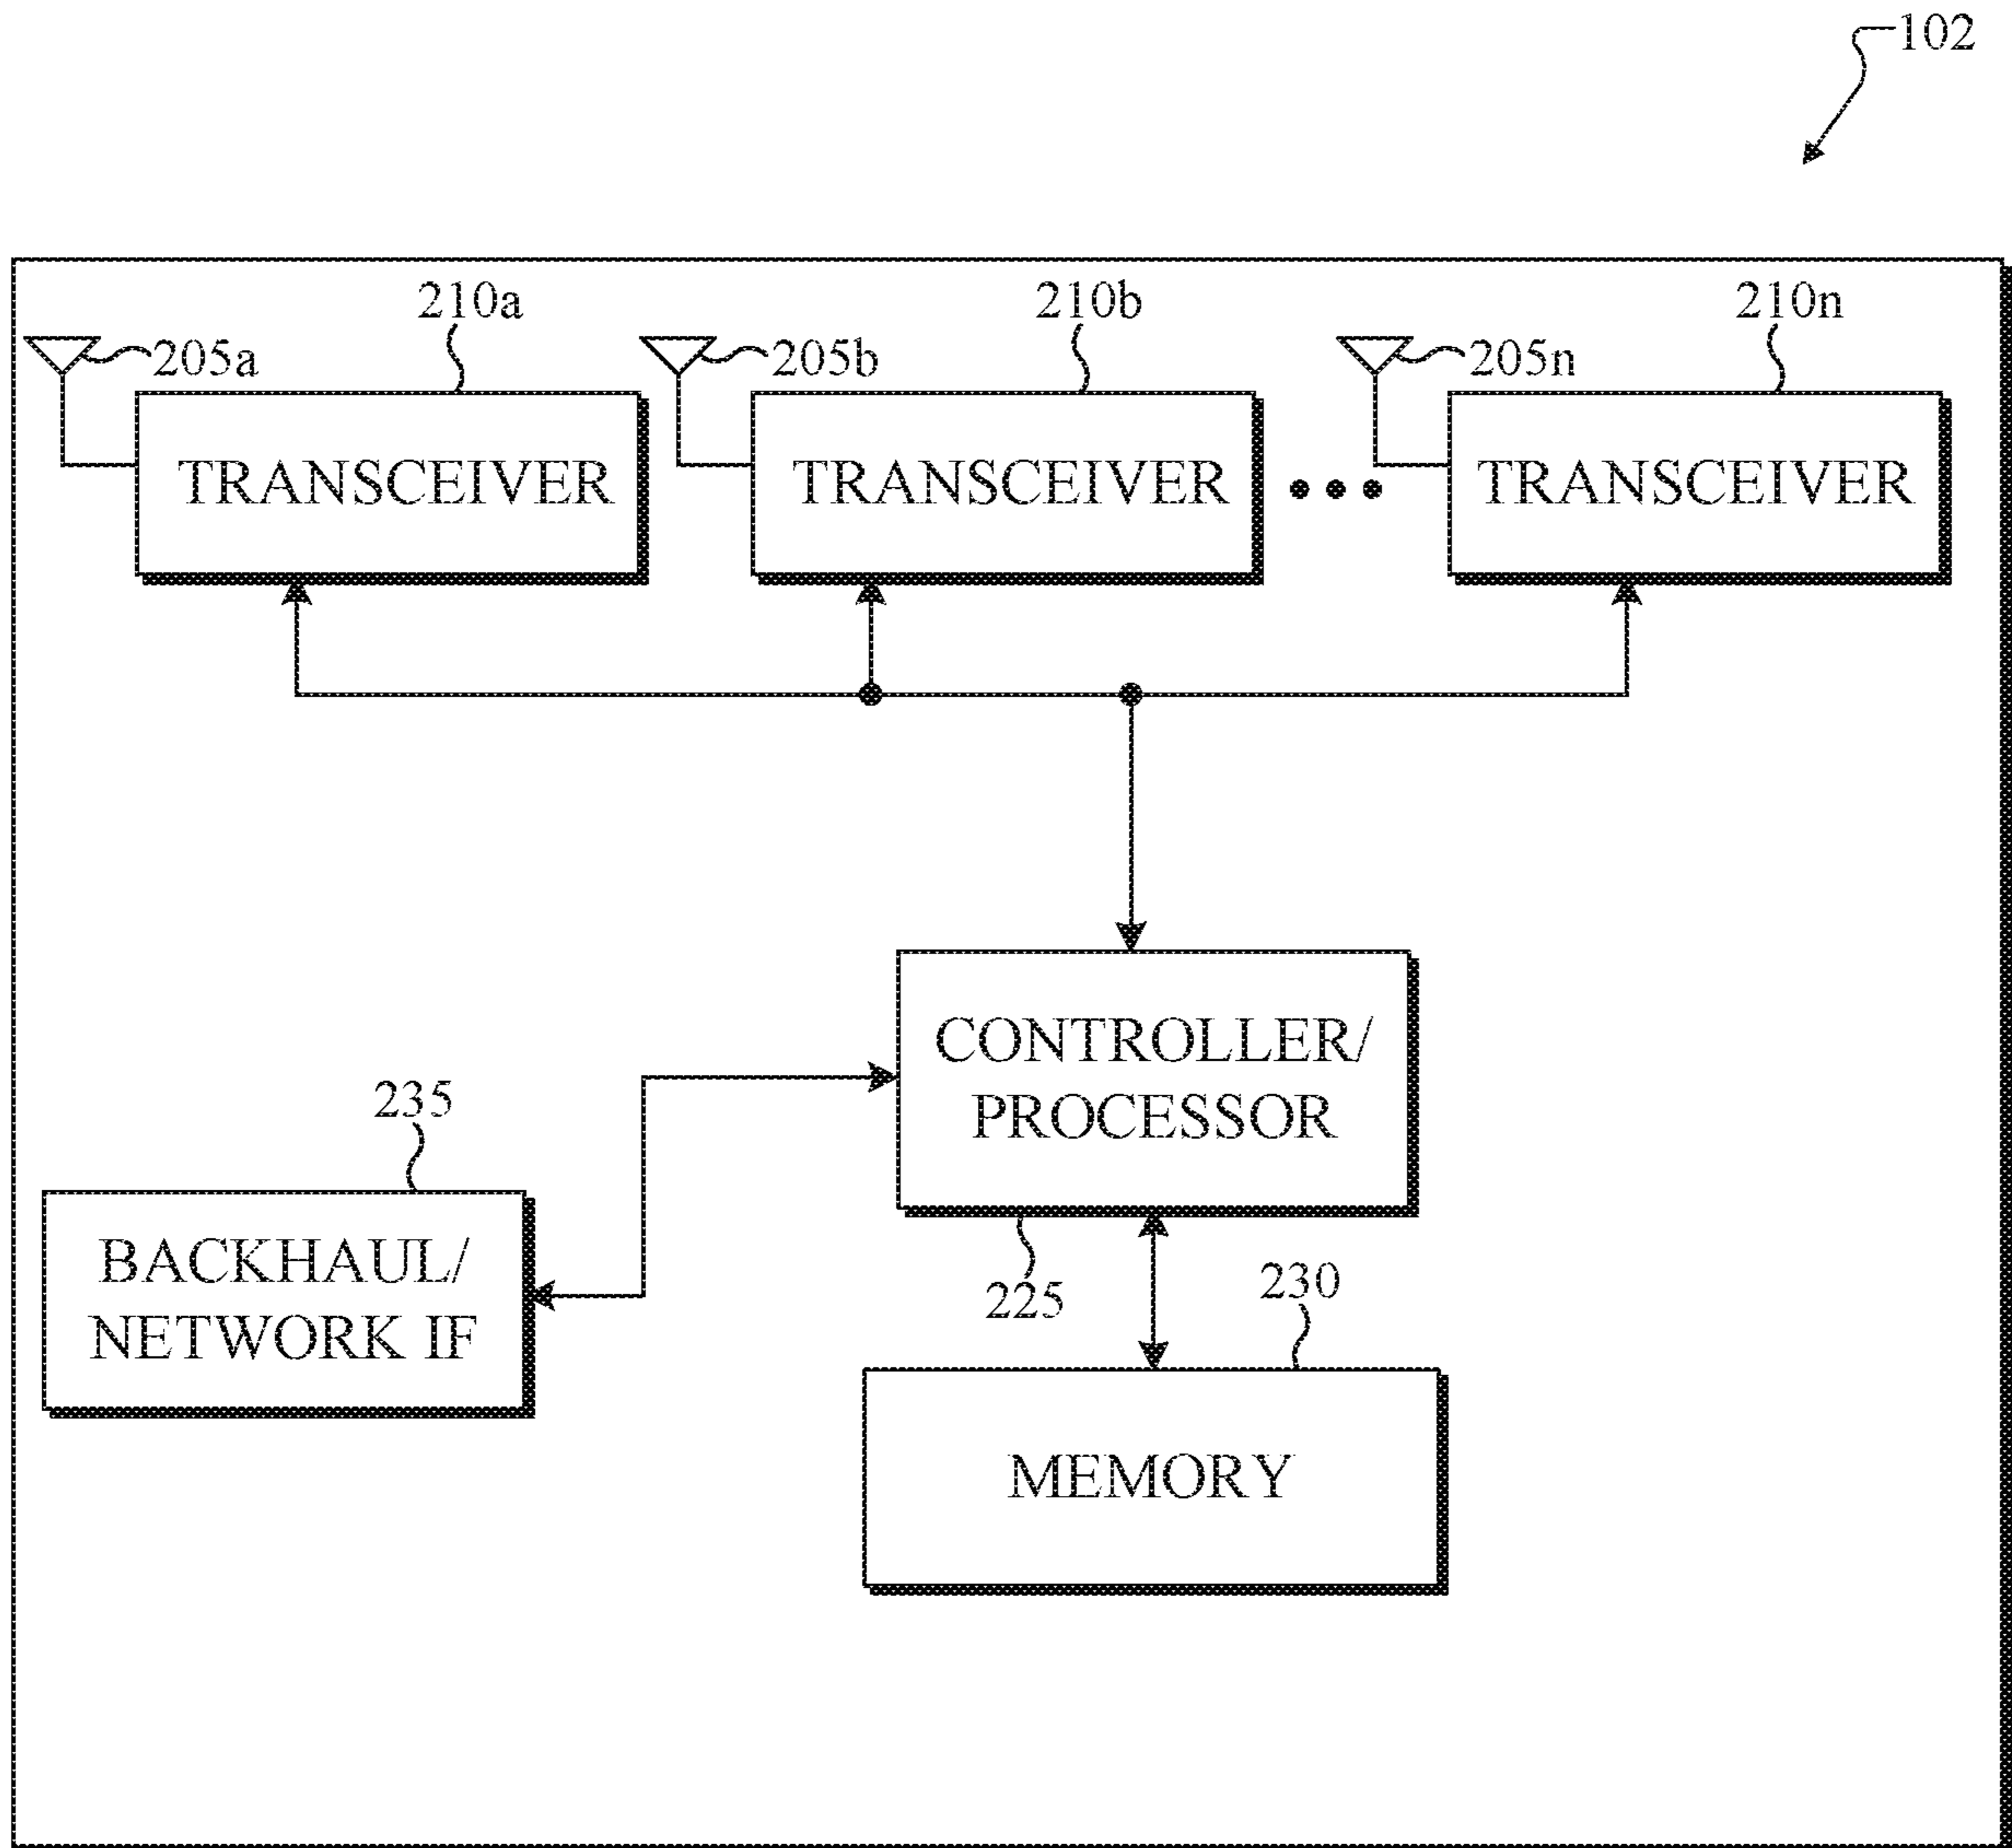 102
210a
210b
210n
205a
205b
205n
TRANSCEIVER
TRANSCEIVER
TRANSCEIVER
CONTROLLER/
PROCESSOR
235
BACKHAUL/
NETWORK IF
225
230
MEMORY